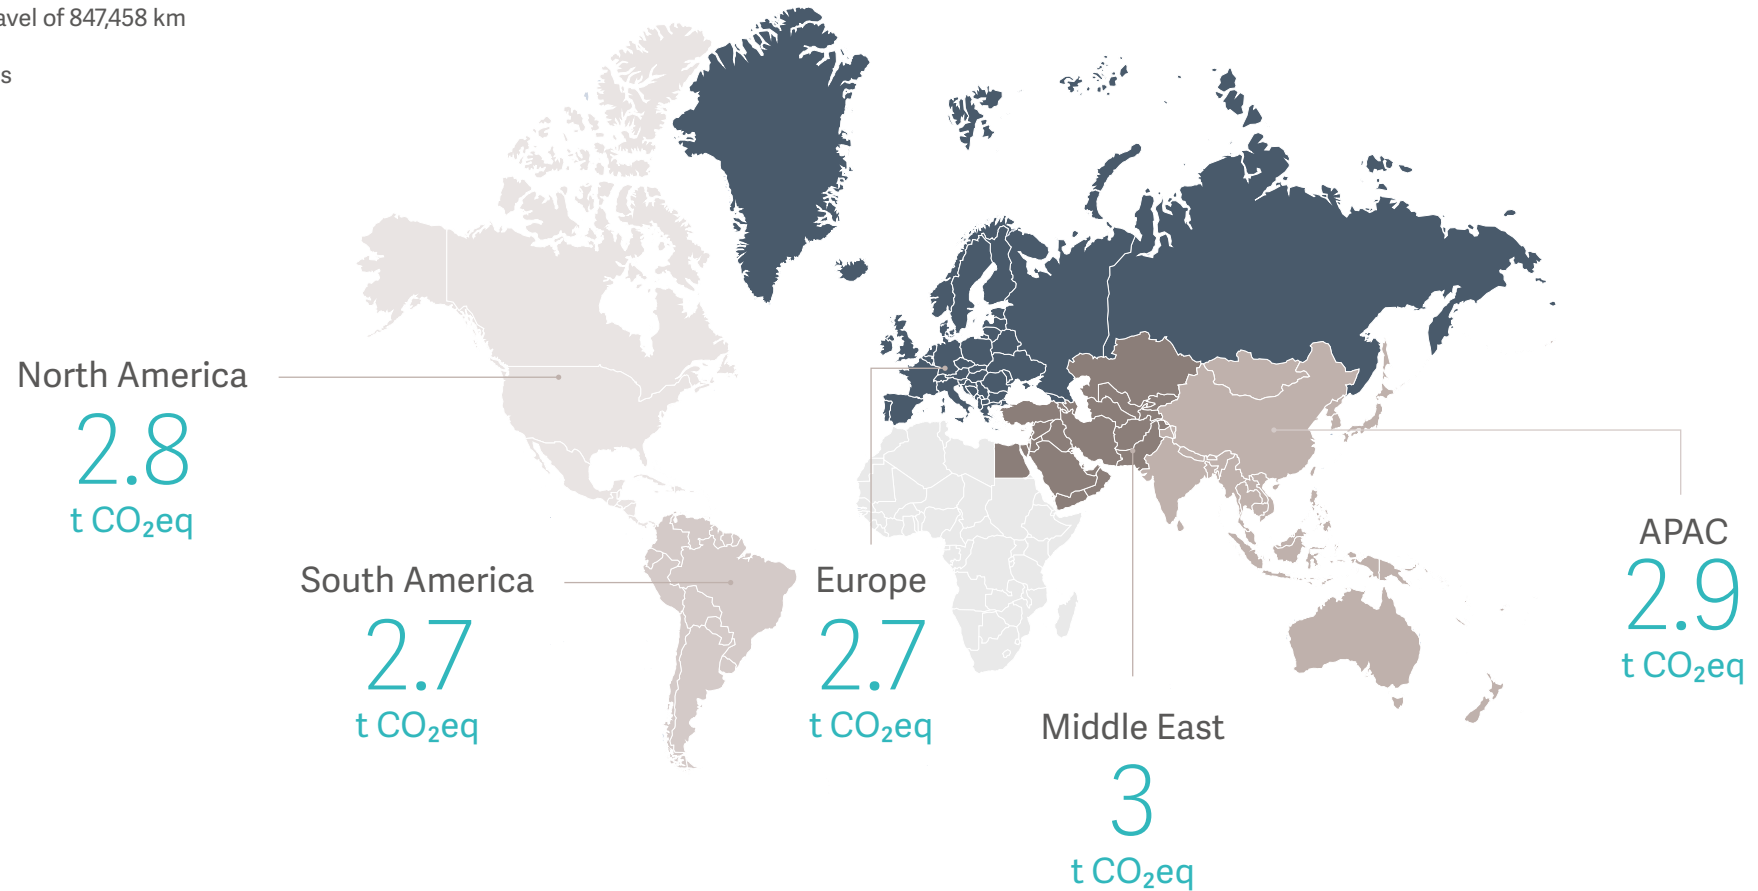 avel of 847,458 km
s
North America
2.8
t CO₂eq
South America
2.7
t CO₂eq
Europe
2.7
t CO₂eq
Middle East
3
t CO₂eq
APAC
2.9
t CO₂eq